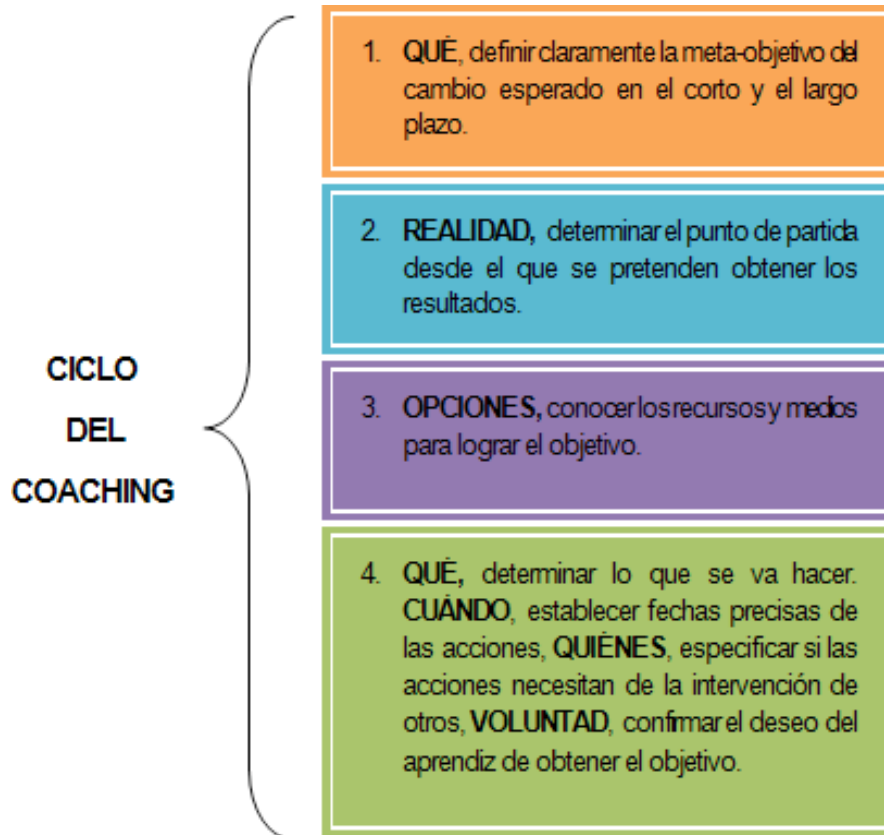 CICLO
DEL
COACHING
1. QUÉ, definir claramente la meta-objetivo del
cambio esperado en el corto y el largo
plazo.
2. REALIDAD, determinar el punto de partida
desde el que se pretenden obtener los
resultados.
3. OPCIONES, conocer los recursos y medios
para lograr el objetivo.
4. QUÉ, determinar lo que se va hacer.
CUÁNDO, establecer fechas precisas de
las acciones, QUIÉNES, especificar si las
acciones necesitan de la intervención de
otros, VOLUNTAD, confirmar el deseo del
aprendiz de obtener el objetivo.